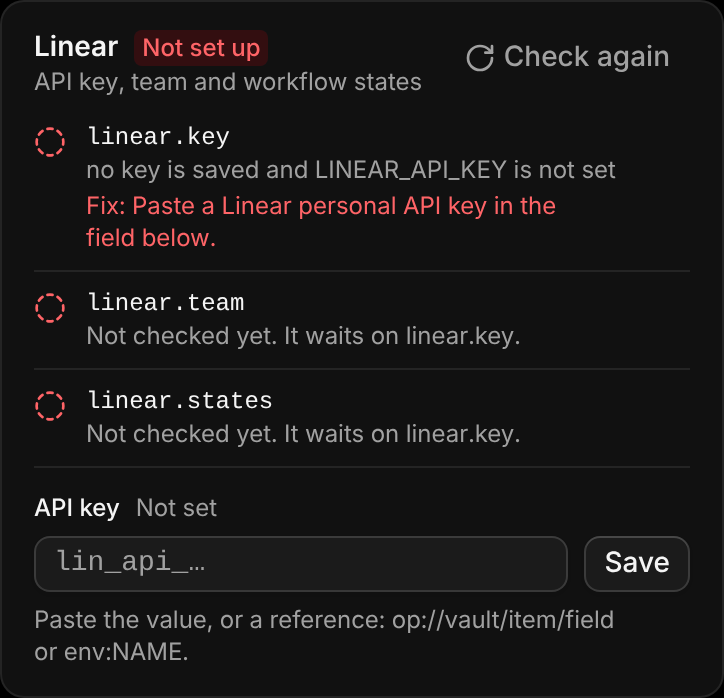 Linear Not set up
Check again
API key, team and workflow states
linear.key
no key is saved and LINEAR_API_KEY is not set
Fix: Paste a Linear personal API key in the
field below.
linear.team
Not checked yet. It waits on linear.key.
linear.states
Not checked yet. It waits on linear.key.
API key Not set
lin_api_…
Save
Paste the value, or a reference: op://vault/item/field
or env:NAME.